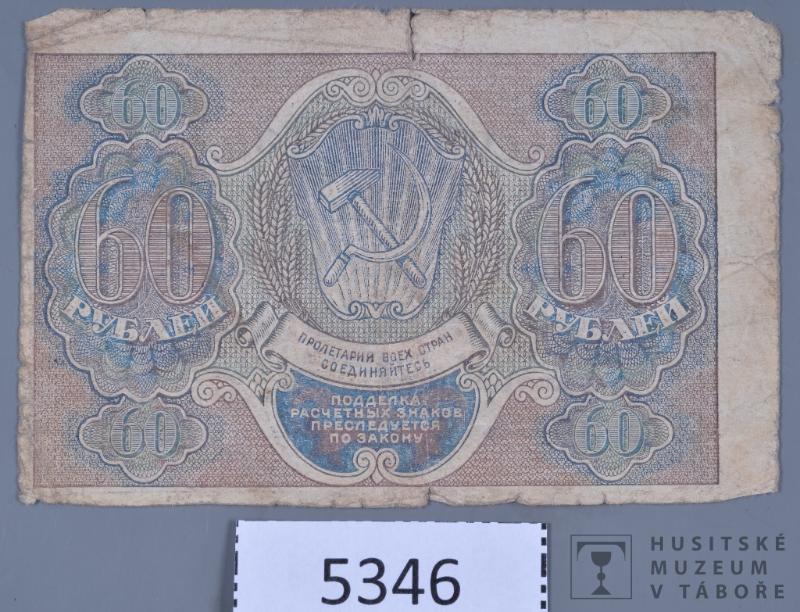 60
60
60
РУБЛЕЙ
60
РУБЛЕЙ
ПРОЛЕТАРИИ ВСЕХ СТРАН
СОЕДИНЯЙТЕСЬ
ПОДДЕЛКА
РАСЧЕТНЫХ ЗНАКОВ
ПРЕСЛЕДУЕТСЯ
ПО ЗАКОНУ
60
60
5346
HUSITSKÉ
MUZEUM
V TÁBOŘE